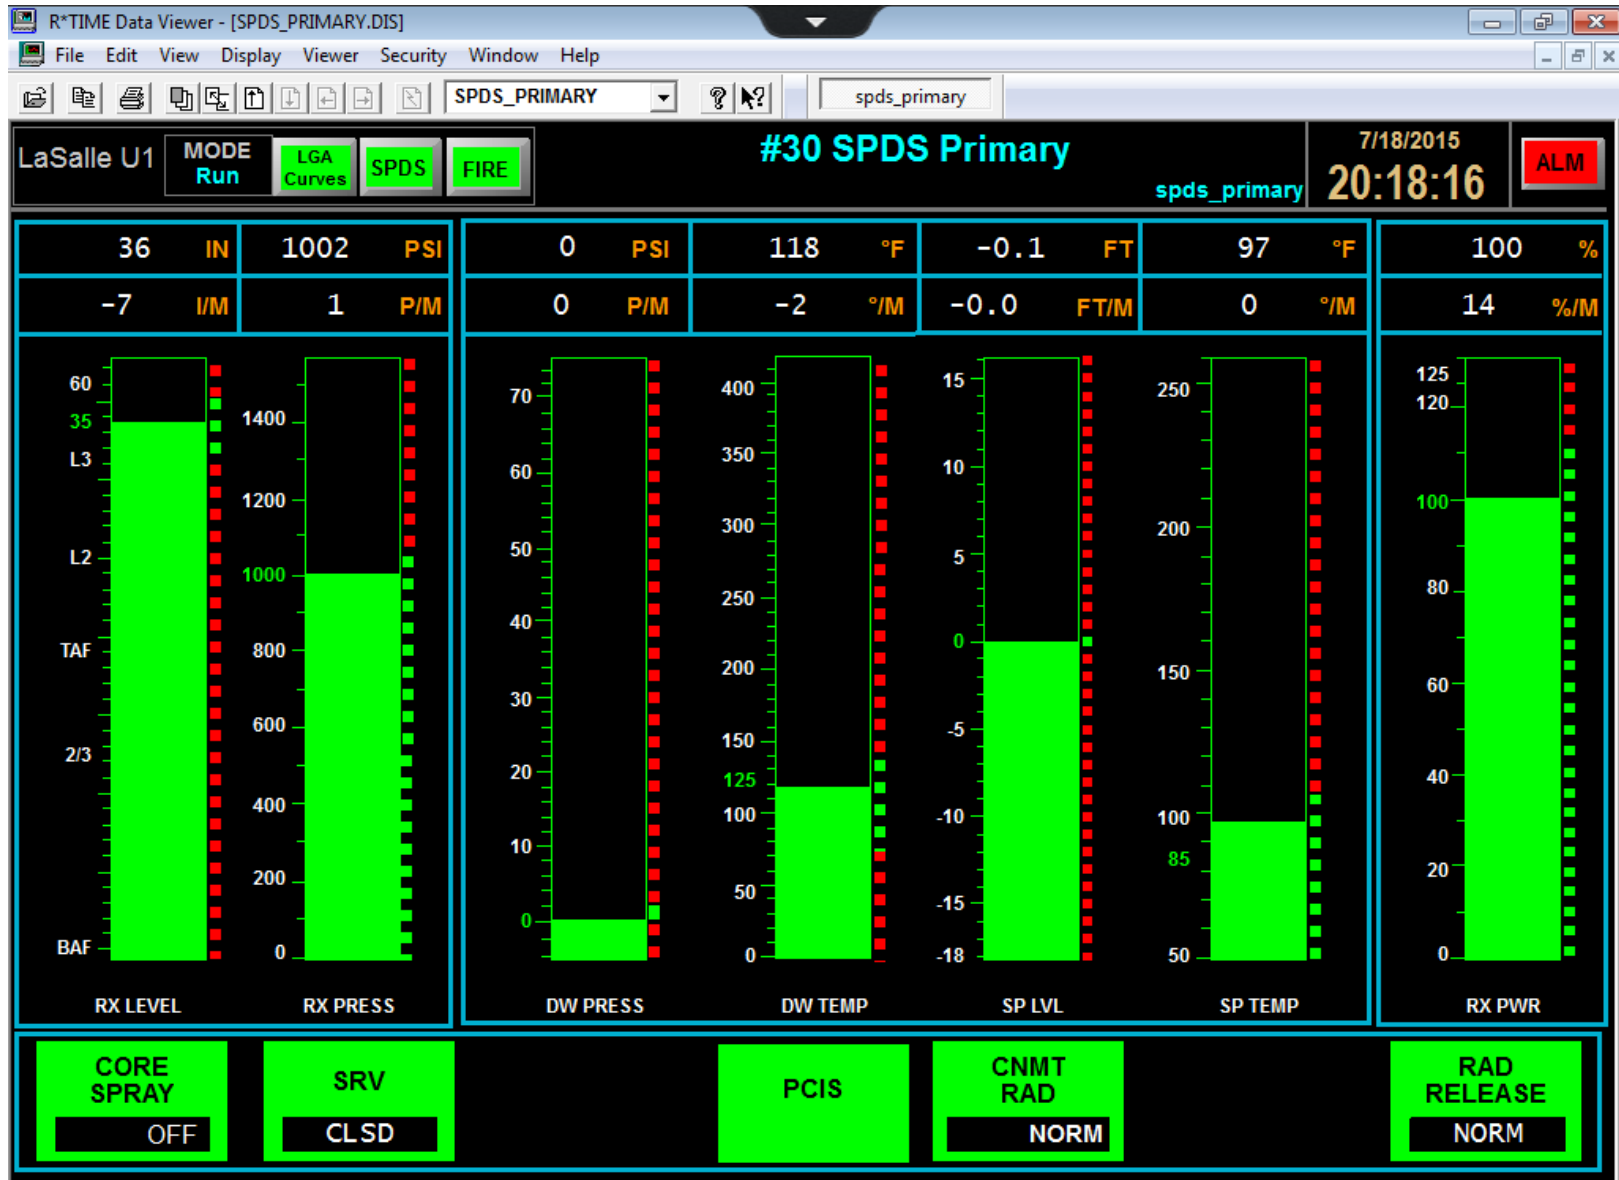 R*TIME Data Viewer - [SPDS_PRIMARY.DIS]
File Edit View Display Viewer Security Window Help
SPDS_PRIMARY spds_primary
LaSalle U1
MODE
Run
LGA
Curves
SPDS
FIRE
#30 SPDS Primary
spds_primary
7/18/2015
20:18:16
ALM
36 IN 1002 PSI 0 PSI 118 °F -0.1 FT 97 °F 100 %
-7 I/M 1 P/M 0 P/M -2 °/M -0.0 FT/M 0 °/M 14 %/M
60
35
L3
L2
TAF
2/3
BAF
RX LEVEL
1400
1200
1000
800
600
400
200
0
RX PRESS
70
60
50
40
30
20
10
0
DW PRESS
400
350
300
250
200
150
125
100
50
0
DW TEMP
15
10
5
0
-5
-10
-15
-18
SP LVL
250
200
150
100
85
50
SP TEMP
125
120
100
80
60
40
20
0
RX PWR
CORE
SPRAY
OFF
SRV
CLSD
PCIS
CNMT
RAD
NORM
RAD
RELEASE
NORM